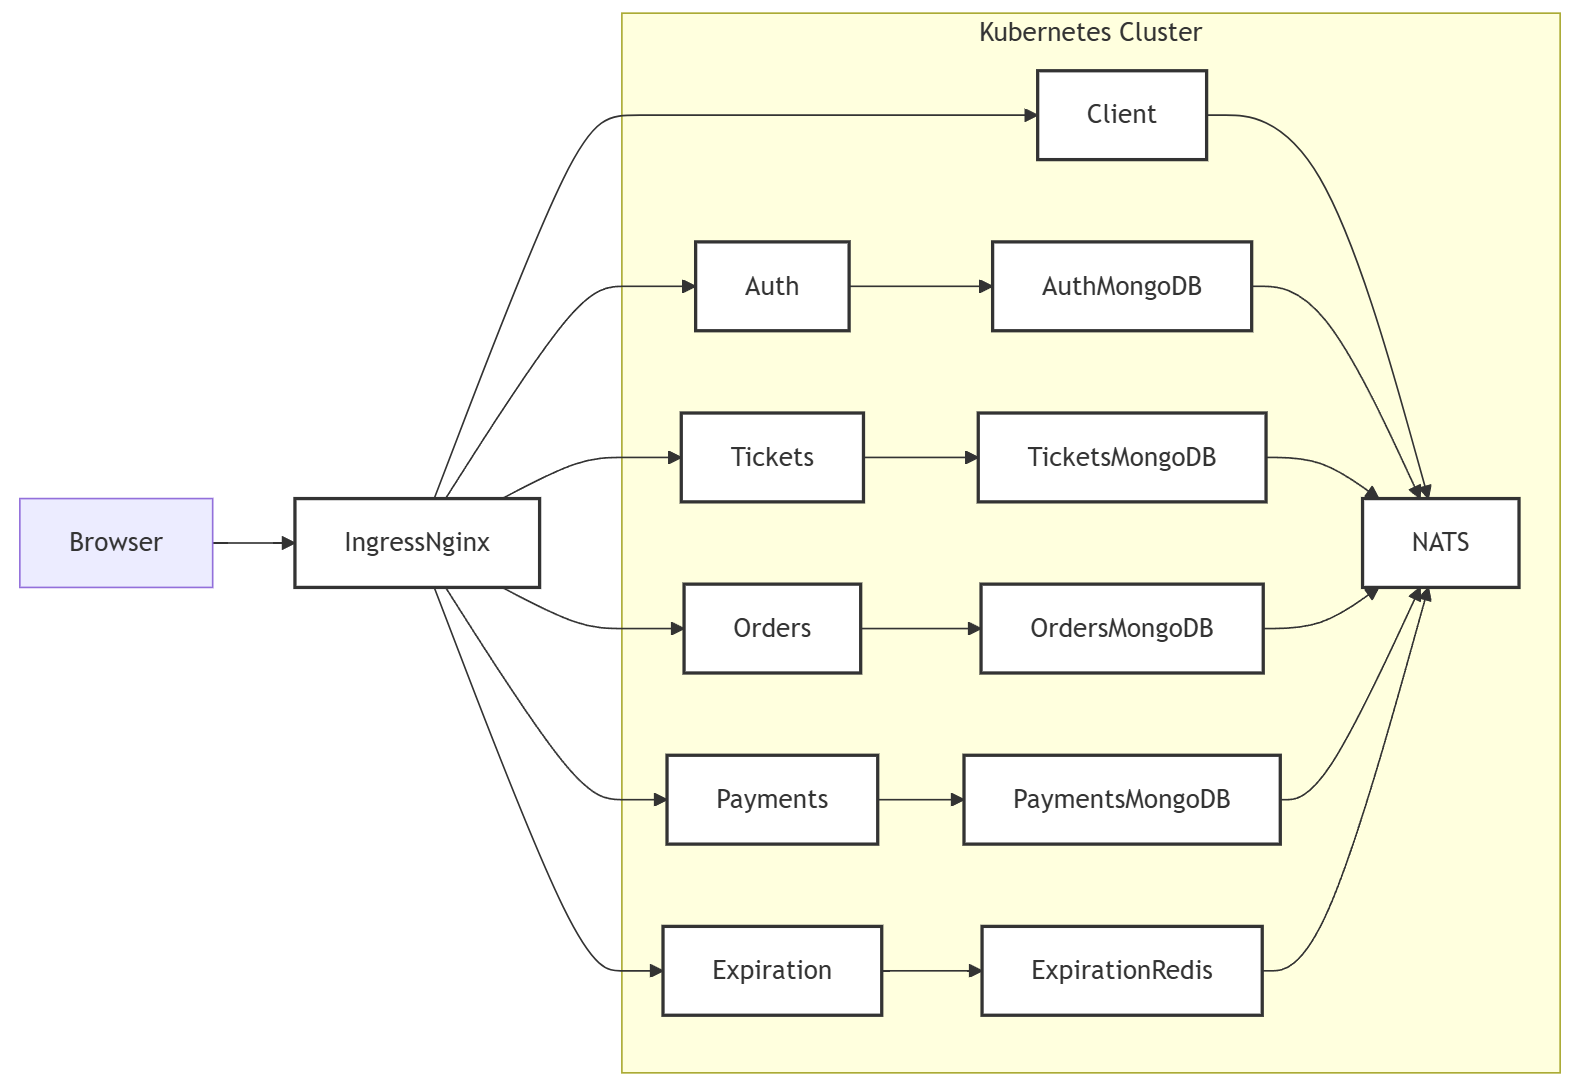 Kubernetes Cluster
Client
Auth
AuthMongoDB
Tickets
TicketsMongoDB
Browser
IngressNginx
NATS
Orders
OrdersMongoDB
Payments
PaymentsMongoDB
Expiration
ExpirationRedis